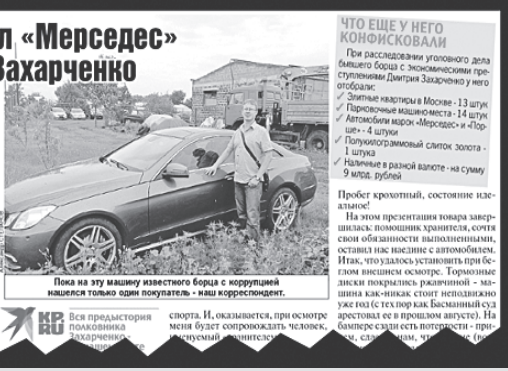 л «Мерседес»
Захарченко
Пока на эту машину известного борца с коррупцией
нашелся только один покупатель - наш корреспондент.
KP.
RU
Вся предыстория
полковника
Захарченко -
спорта. И, оказывается, при осмотре
меня будет сопровождать человек,
ЧТО ЕЩЕ У НЕГО
КОНФИСКОВАЛИ
При расследовании уголовного дела
бывшего борца с экономическими пре-
ступлениями Дмитрия Захарченко у него
отобрали:
✓ Элитные квартиры в Москве - 13 штук
✓ Парковочные машино-места - 14 штук
✓ Автомобили марок «Мерседес» и «Пор-
ше» - 4 штуки
✓ Полукилограммовый слиток золота -
1 штука
✓ Наличные в разной валюте - на сумму
9 млрд. рублей
Пробег крохотный, состояние иде-
альное!
На этом презентация товара завер-
шилась: помощник хранителя, сочтя
свои обязанности выполненными,
оставил нас наедине с автомобилем.
Итак, что удалось установить при бе-
глом внешнем осмотре. Тормозные
диски покрылись ржавчиной - ма-
шина как-никак стоит неподвижно
уже год (с тех пор как Басманный суд
арестовал ее в прошлом августе). На
бампере сзади есть потертости - при-